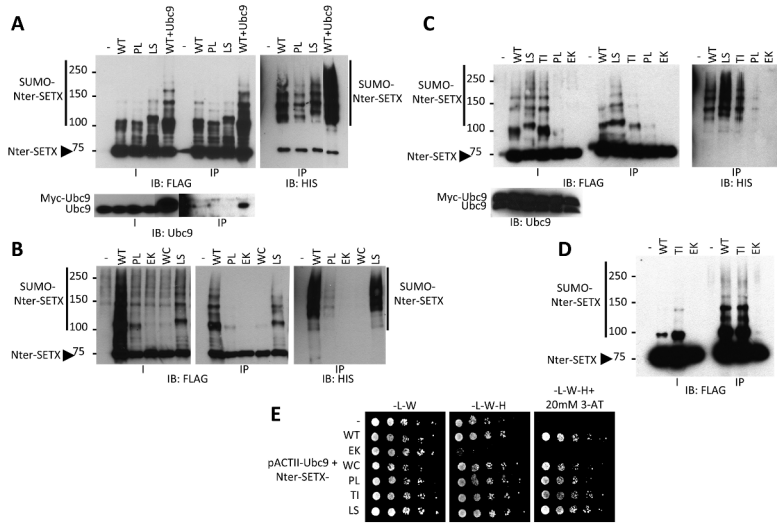 A
- WT PL LS WT+Ubc9 - WT PL LS WT+Ubc9 - WT PL LS WT+Ubc9
SUMO-
Nter-SETX
250
150
100
Nter-SETX 75
SUMO-
Nter-SETX
I IP IP
IB: FLAG IB: HIS
Myc-Ubc9
Ubc9
I IP
IB: Ubc9
B
- WT PL EK WC LS - WT PL EK WC LS - WT PL EK WC LS
SUMO-
Nter-SETX
250
150
100
Nter-SETX 75
SUMO-
Nter-SETX
I IP IP
IB: FLAG IB: HIS
C
- WT LS TI PL EK - WT LS TI PL EK - WT LS TI PL EK
SUMO-
Nter-SETX
250
150
100
Nter-SETX 75
I IP IP
IB: FLAG IB: HIS
Myc-Ubc9
Ubc9
IB: Ubc9
D
- WT TI EK - WT TI EK
SUMO-
Nter-SETX
250
150
100
Nter-SETX 75
I IP
IB: FLAG
E
-L-W -L-W-H -L-W-H+
20mM 3-AT
pACTII-Ubc9 +
Nter-SETX-
-
WT
EK
WC
PL
TI
LS